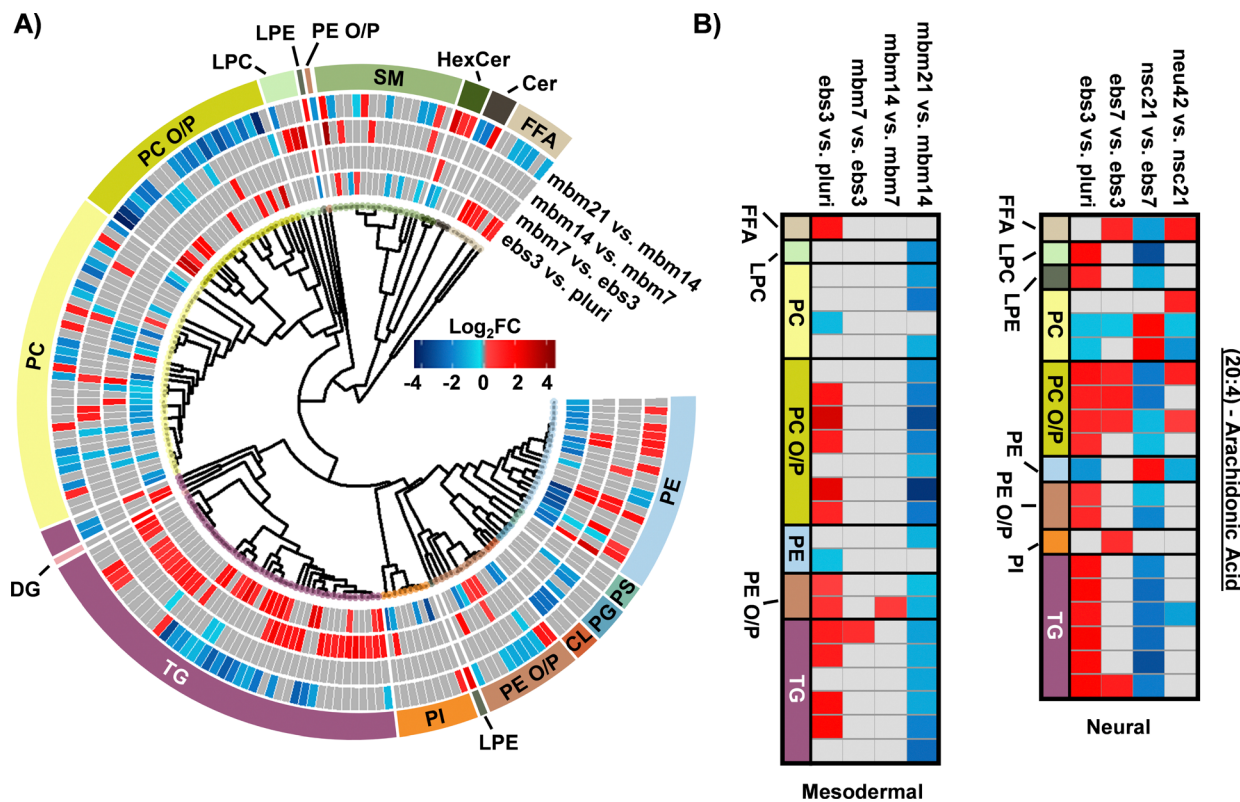 A)
LPE
PE O/P
LPC
SM
HexCer
Cer
FFA
PC O/P
PC
DG
TG
PI
LPE
PE O/P
CL
PG
PS
PE
mbm21 vs. mbm14
mbm14 vs. mbm7
mbm7 vs. ebs3
ebs3 vs. pluri
Log2FC
-4 -2 0 2 4
B)
ebs3 vs. pluri
mbm7 vs. ebs3
mbm14 vs. mbm7
mbm21 vs. mbm14
FFA
LPC
PC
PC O/P
PE
PE O/P
TG
Mesodermal
ebs3 vs. pluri
ebs7 vs. ebs3
nsc21 vs. ebs7
neu42 vs. nsc21
FFA
LPC
LPE
PC
PC O/P
PE
PE O/P
PI
TG
Neural
(20:4) - Arachidonic Acid